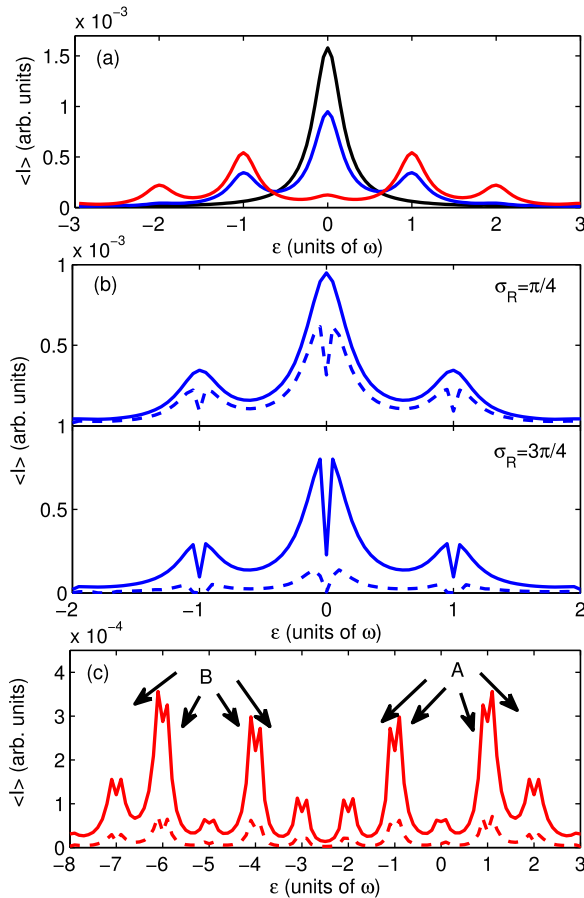 x 10⁻³
(a)
1.5
1
0.5
0
<I> (arb. units)
−3 −2 −1 0 1 2 3
ε (units of ω)
x 10⁻³
(b)
σR=π/4
1
0.5
<I> (arb. units)
1
σR=3π/4
0.5
0
−2 −1 0 1 2
ε (units of ω)
x 10⁻⁴
(c)
B
A
4
3
2
1
0
<I> (arb. units)
−8 −7 −6 −5 −4 −3 −2 −1 0 1 2 3
ε (units of ω)